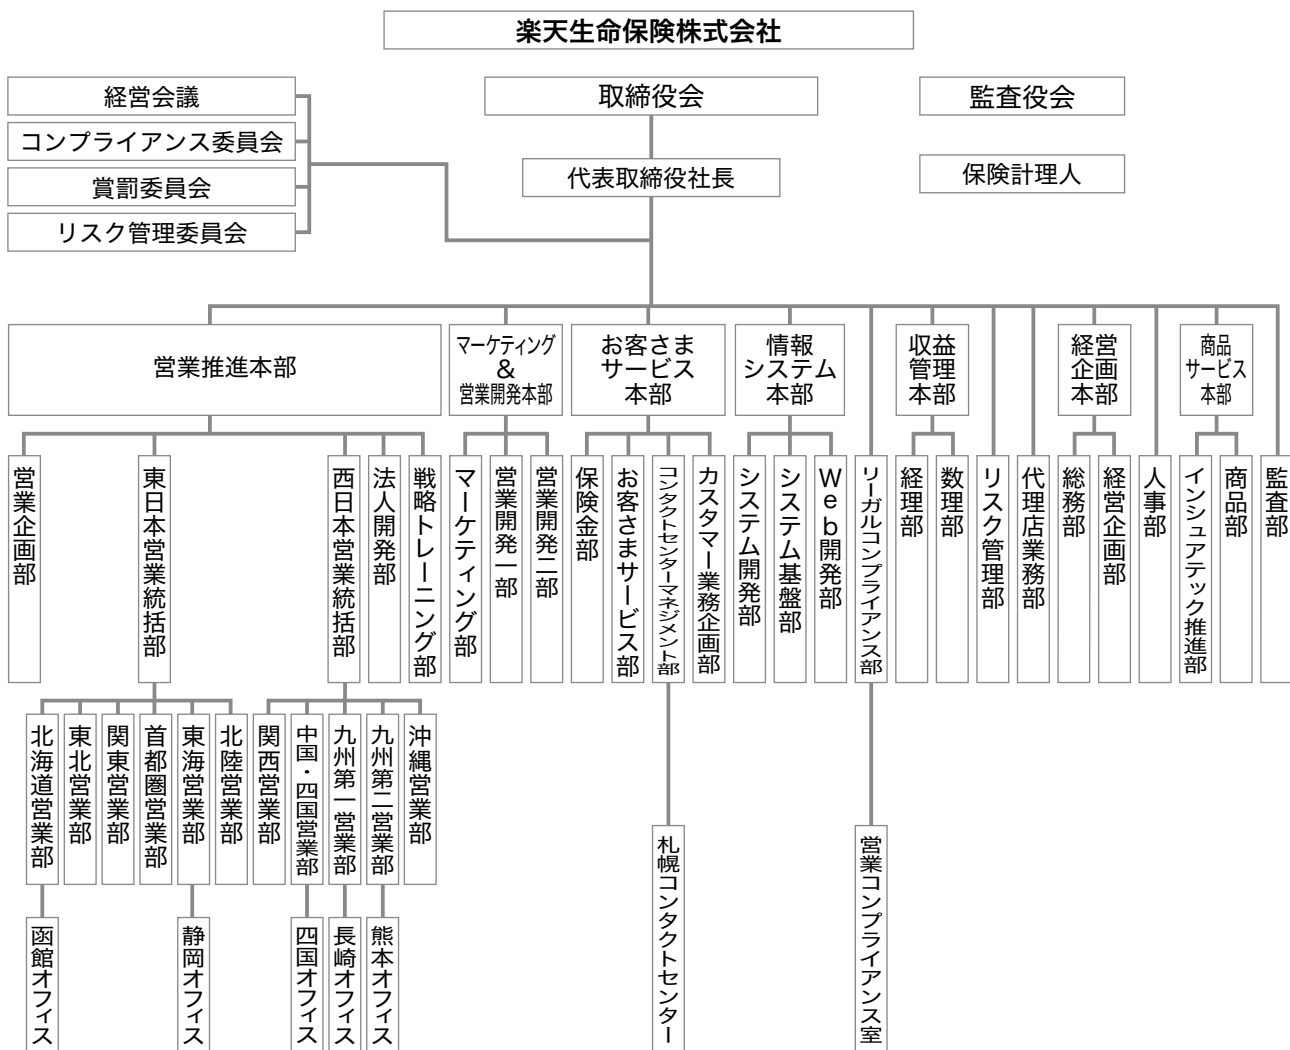 楽天生命保険株式会社
経営会議
コンプライアンス委員会
賞罰委員会
リスク管理委員会
取締役会
代表取締役社長
監査役会
保険計理人
営業推進本部
マーケティング
&
営業開発本部
お客さま
サービス
本部
情報
システム
本部
収益
管理
本部
経営
企画
本部
商品
サービス
本部
営業企画部
東日本営業統括部
西日本営業統括部
法人開発部
戦略トレーニング部
マーケティング部
営業開発一部
営業開発二部
保険金部
お客さまサービス部
コンタクトセンターマネジメント部
カスタマー業務企画部
システム開発部
システム基盤部
Web開発部
リーガルコンプライアンス部
経理部
数理部
リスク管理部
代理店業務部
総務部
経営企画部
人事部
インシュアテック推進部
商品部
監査部
北海道営業部
東北営業部
関東営業部
首都圏営業部
東海営業部
北陸営業部
関西営業部
中国・四国営業部
九州第一営業部
九州第二営業部
沖縄営業部
函館オフィス
静岡オフィス
四国オフィス
長崎オフィス
熊本オフィス
札幌コンタクトセンター
営業コンプライアンス室